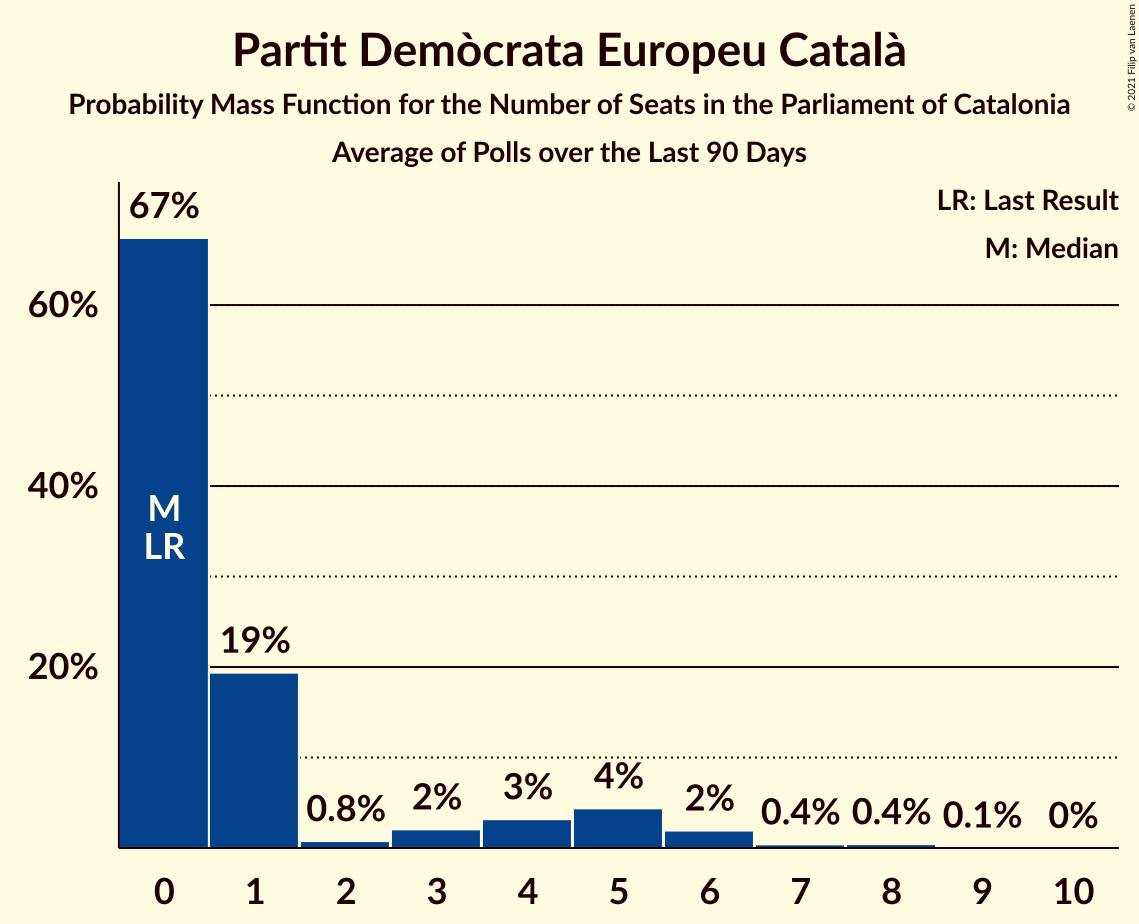 Partit Demòcrata Europeu Català
Probability Mass Function for the Number of Seats in the Parliament of Catalonia
Average of Polls over the Last 90 Days
© 2021 Filip van Laenen
LR: Last Result
M: Median
67%
60%
40%
20%
M
LR
19%
0.8%
2%
3%
4%
2%
0.4%
0.4%
0.1%
0%
0 1 2 3 4 5 6 7 8 9 10